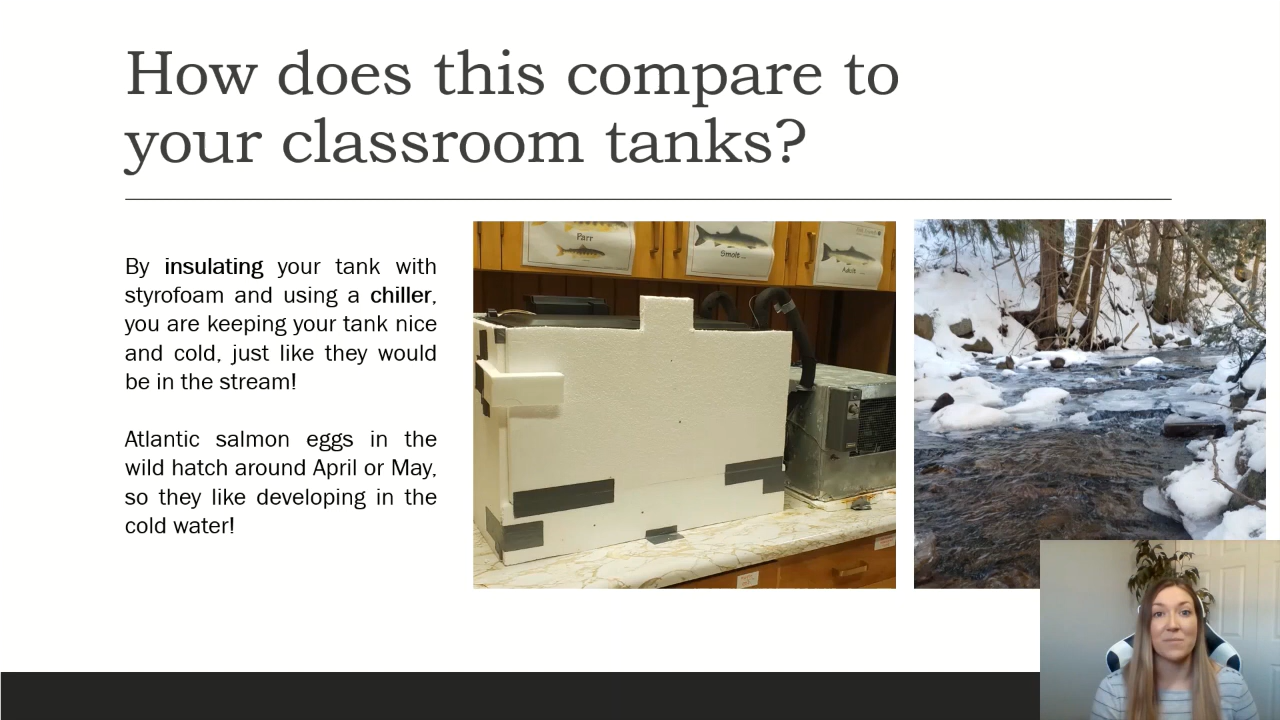 How does this compare to
your classroom tanks?
By insulating your tank with
styrofoam and using a chiller,
you are keeping your tank nice
and cold, just like they would
be in the stream!
Atlantic salmon eggs in the
wild hatch around April or May,
so they like developing in the
cold water!
Parr
Smolt
Adult